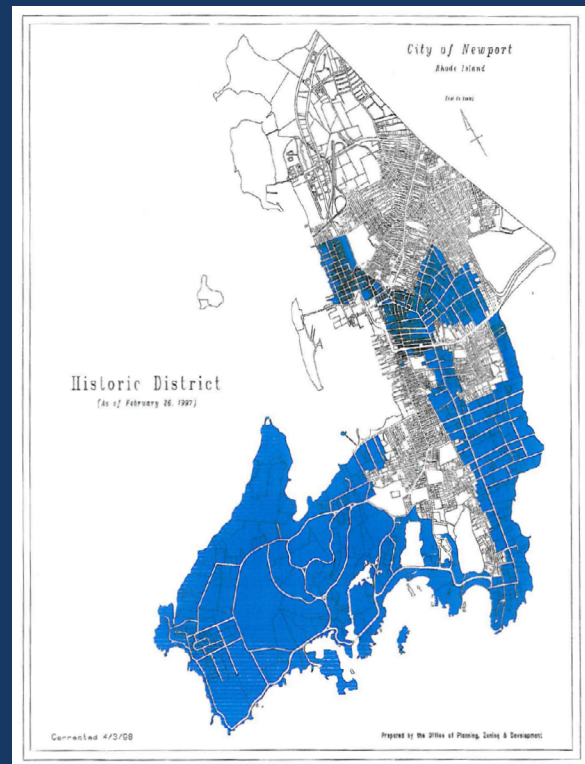 City of Newport
Rhode Island
Historic District
(As of February 26, 1997)
Corrected 4/3/98
Prepared by the Office of Planning, Zoning & Development